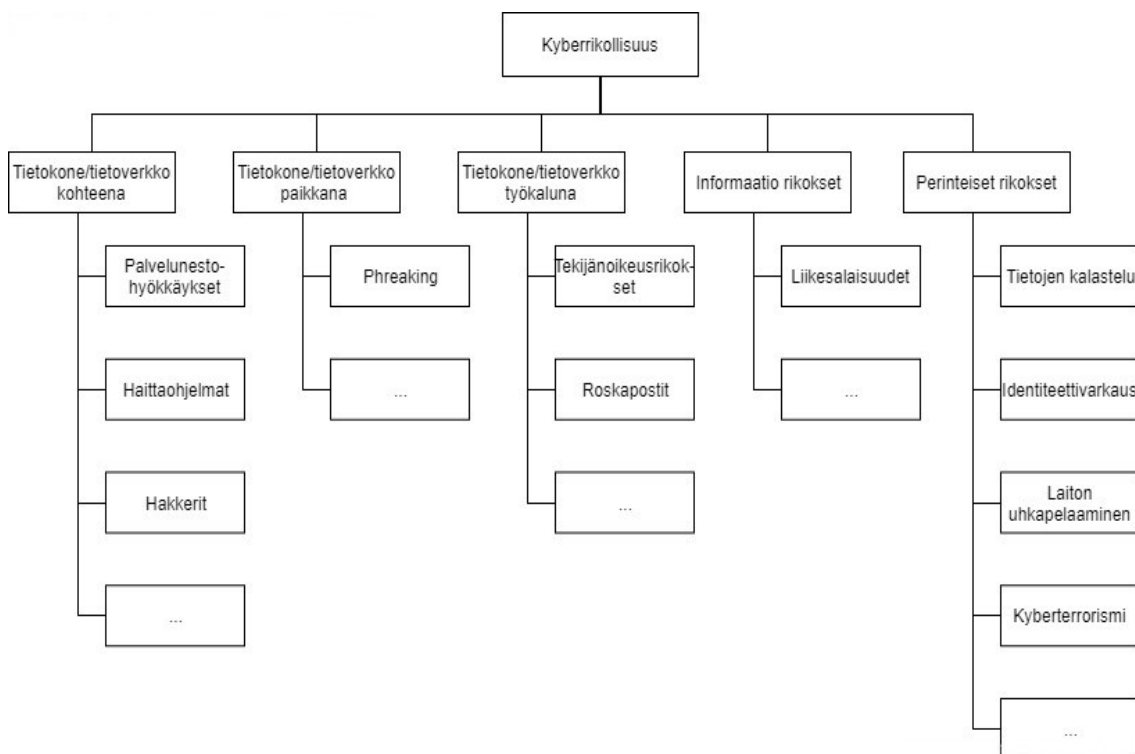 Kyberrikollisuus
Tietokone/tietoverkko
kohteena
Tietokone/tietoverkko
paikkana
Tietokone/tietoverkko
työkaluna
Informaatio rikokset
Perinteiset rikokset
Palvelunesto-
hyökkäykset
Phreaking
Tekijänoikeusrikok-
set
Liikesalaisuudet
Tietojen kalastelu
Haittaohjelmat
...
Roskapostit
...
Identiteettivarkaus
Hakkerit
...
Laiton
uhkapelaaminen
...
Kyberterrorismi
...